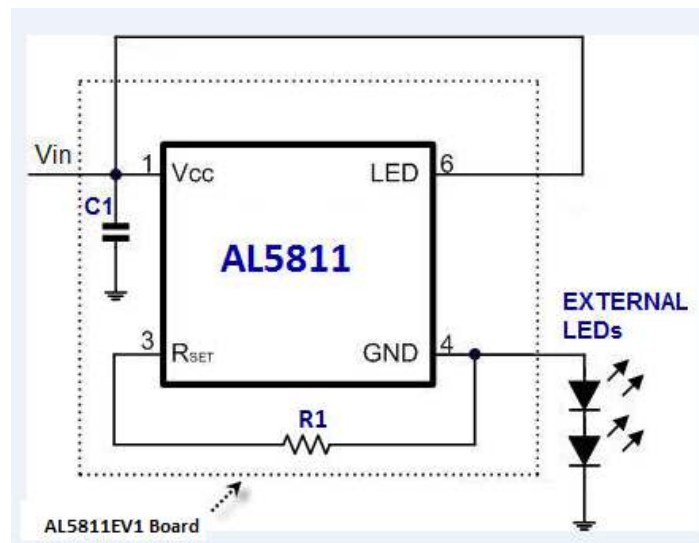 Vin
1
Vcc
LED
6
C1
AL5811
EXTERNAL
LEDs
3
RSET
GND
4
R1
AL5811EV1 Board